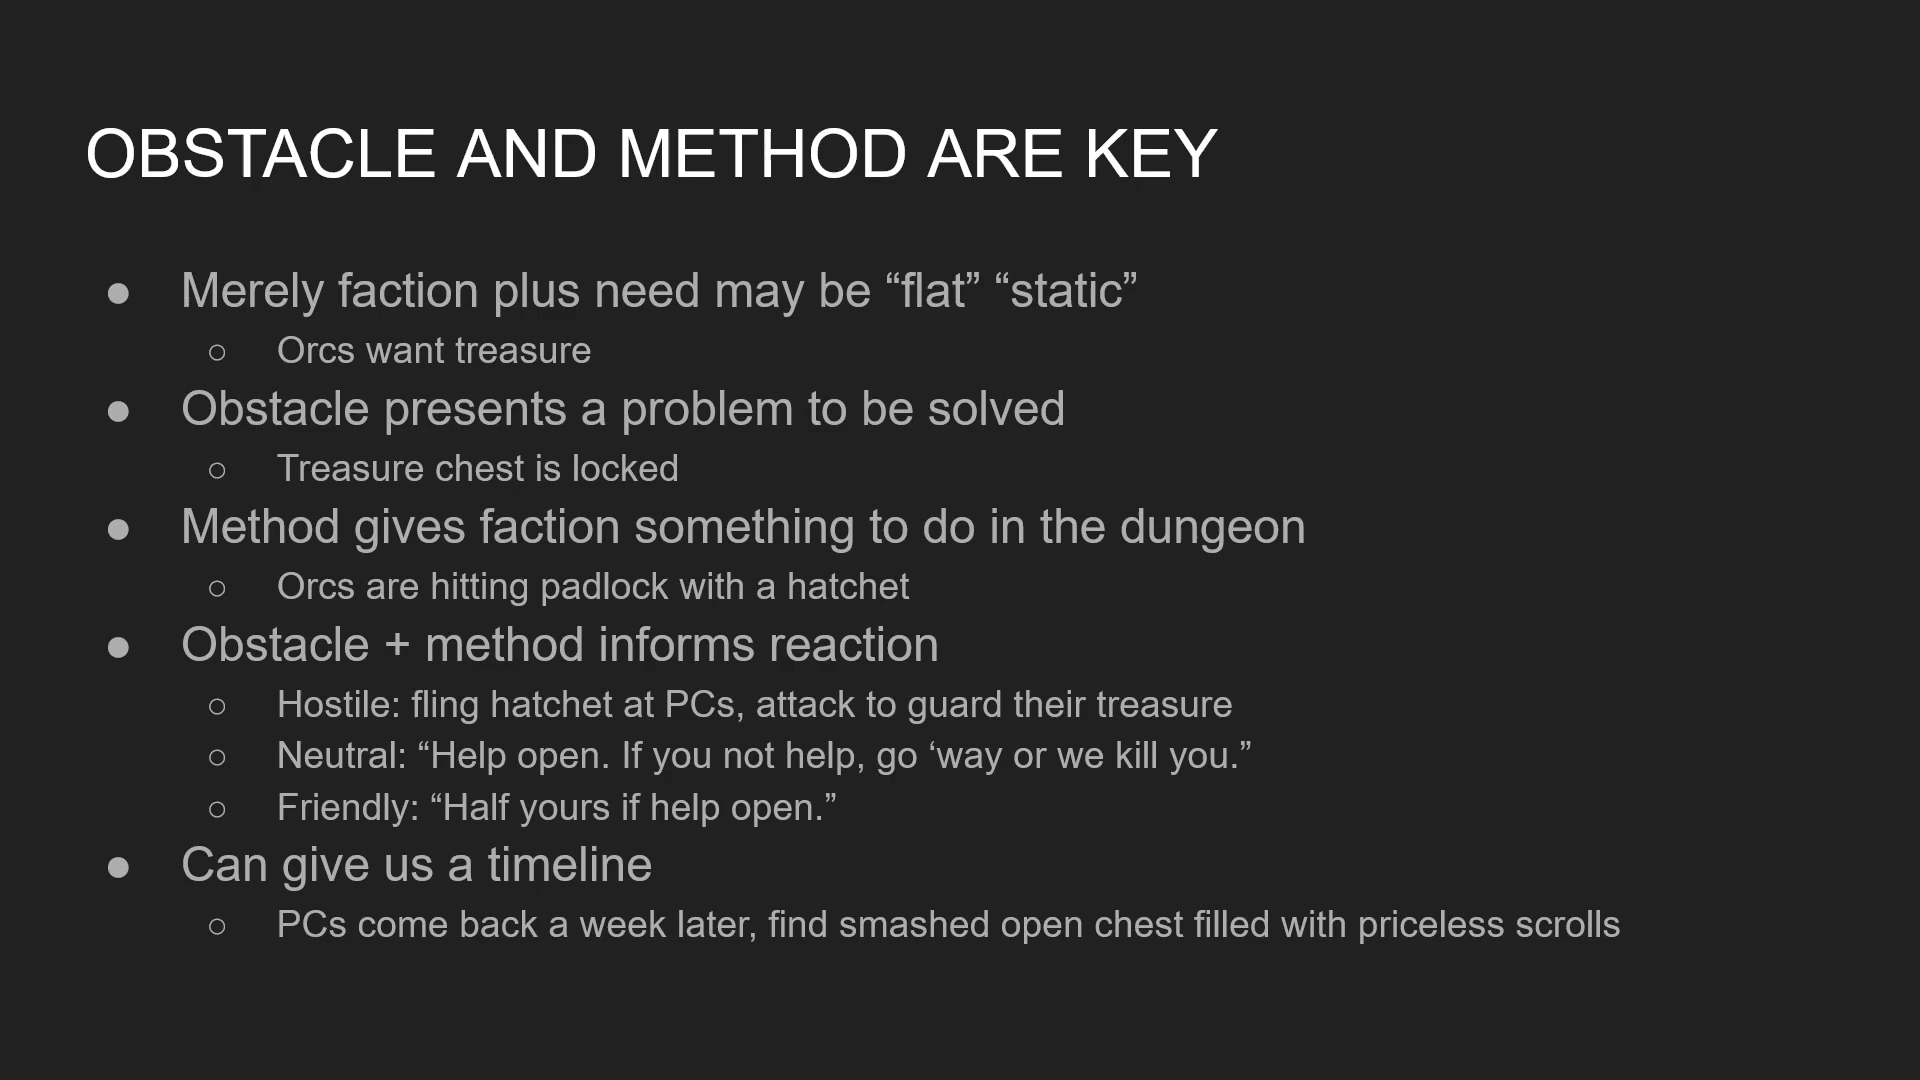 OBSTACLE AND METHOD ARE KEY
● Merely faction plus need may be “flat” “static”
○ Orcs want treasure
● Obstacle presents a problem to be solved
○ Treasure chest is locked
● Method gives faction something to do in the dungeon
○ Orcs are hitting padlock with a hatchet
● Obstacle + method informs reaction
○ Hostile: fling hatchet at PCs, attack to guard their treasure
○ Neutral: “Help open. If you not help, go ‘way or we kill you.”
○ Friendly: “Half yours if help open.”
● Can give us a timeline
○ PCs come back a week later, find smashed open chest filled with priceless scrolls